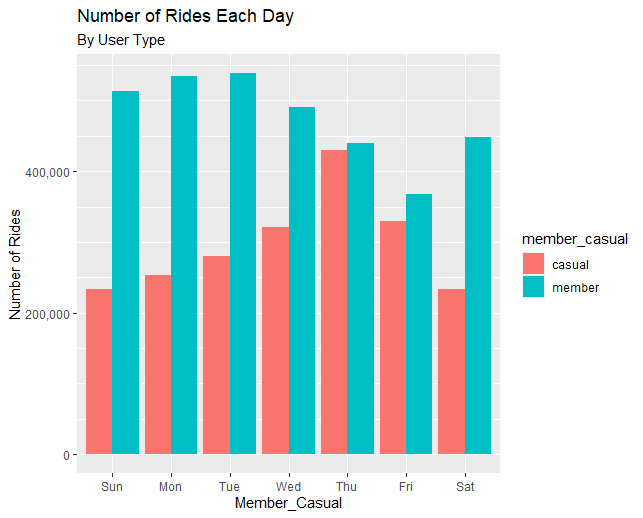 Number of Rides Each Day
By User Type
Number of Rides
400,000
200,000
0
Sun Mon Tue Wed Thu Fri Sat
Member_Casual
member_casual
casual
member